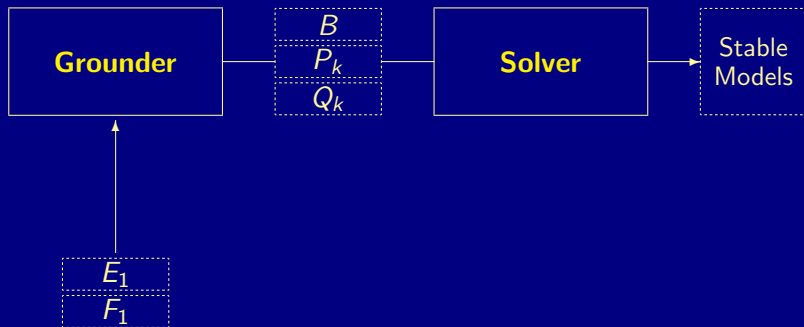 Grounder
B
P_k
Q_k
Solver
Stable
Models
E_1
F_1